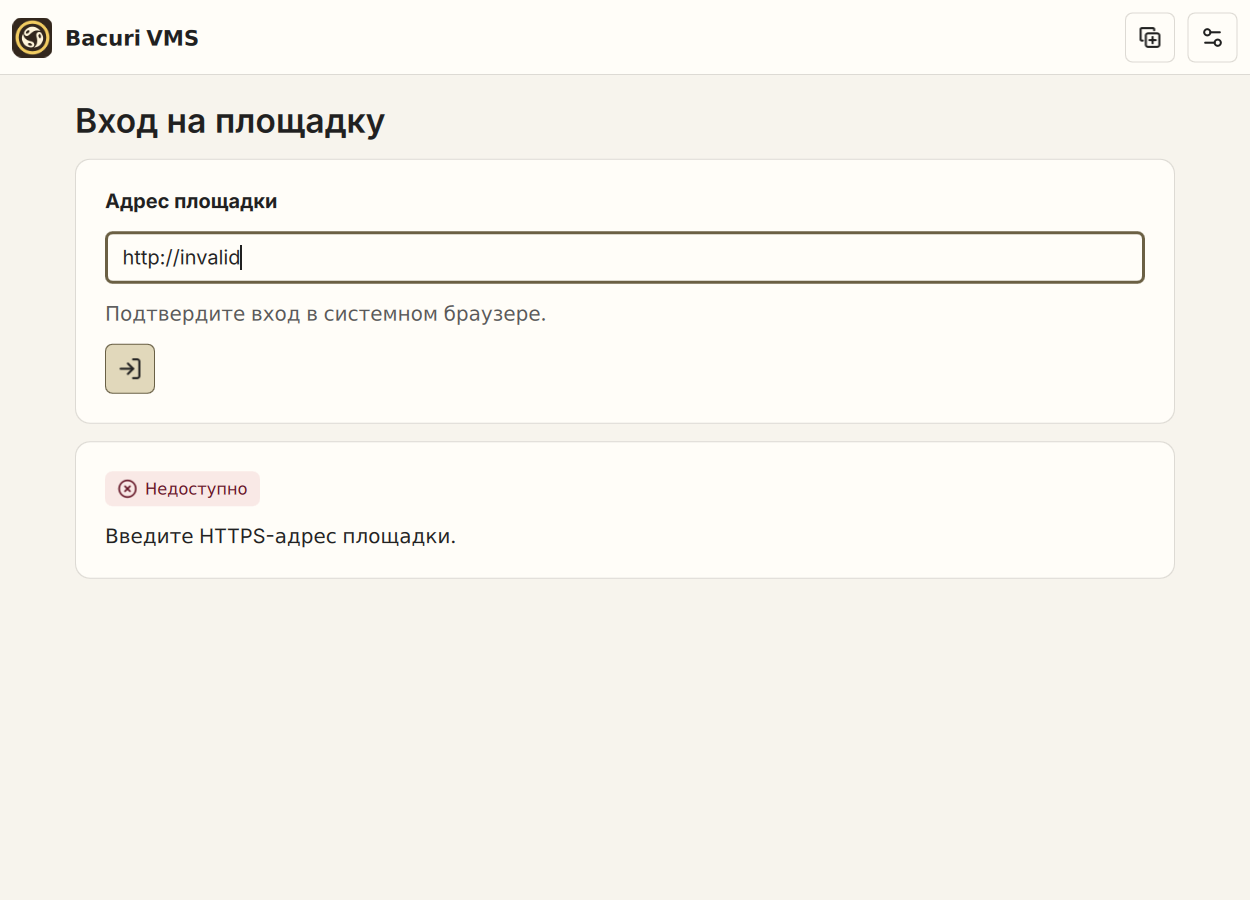 Bacuri VMS
Вход на площадку
Адрес площадки
http://invalid
Подтвердите вход в системном браузере.
Недоступно
Введите HTTPS-адрес площадки.